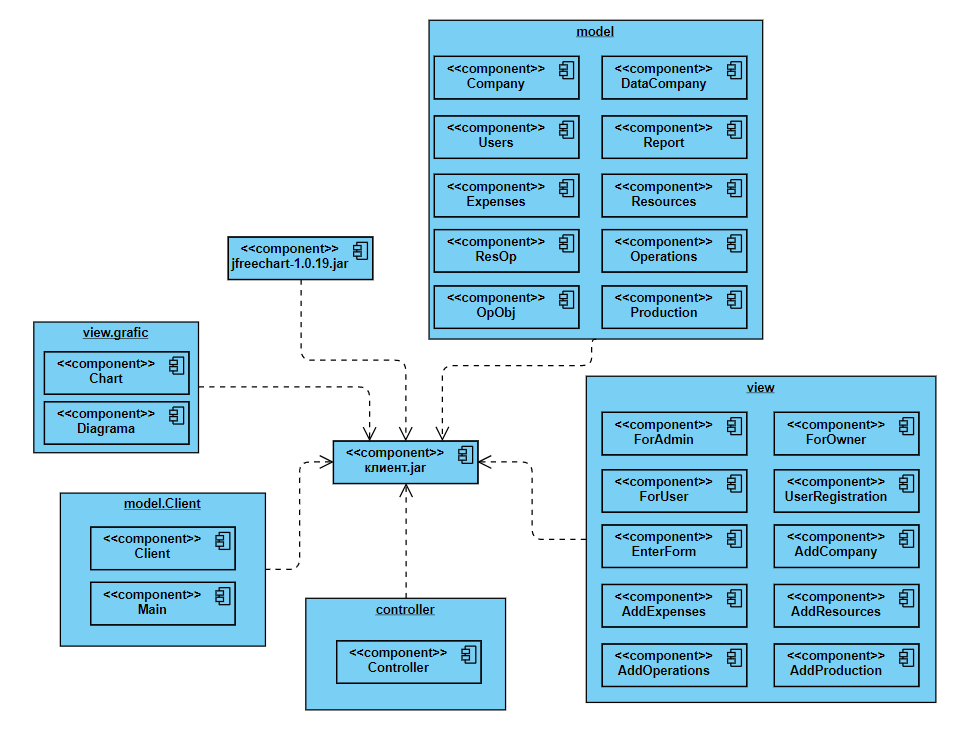 model
<<component>>
Company
<<component>>
DataCompany
<<component>>
Users
<<component>>
Report
<<component>>
Expenses
<<component>>
Resources
<<component>>
ResOp
<<component>>
Operations
<<component>>
OpObj
<<component>>
Production
<<component>>
jfreechart-1.0.19.jar
view.grafic
<<component>>
Chart
<<component>>
Diagrama
<<component>>
клиент.jar
view
<<component>>
ForAdmin
<<component>>
ForOwner
<<component>>
ForUser
<<component>>
UserRegistration
<<component>>
EnterForm
<<component>>
AddCompany
<<component>>
AddExpenses
<<component>>
AddResources
<<component>>
AddOperations
<<component>>
AddProduction
model.Client
<<component>>
Client
<<component>>
Main
controller
<<component>>
Controller